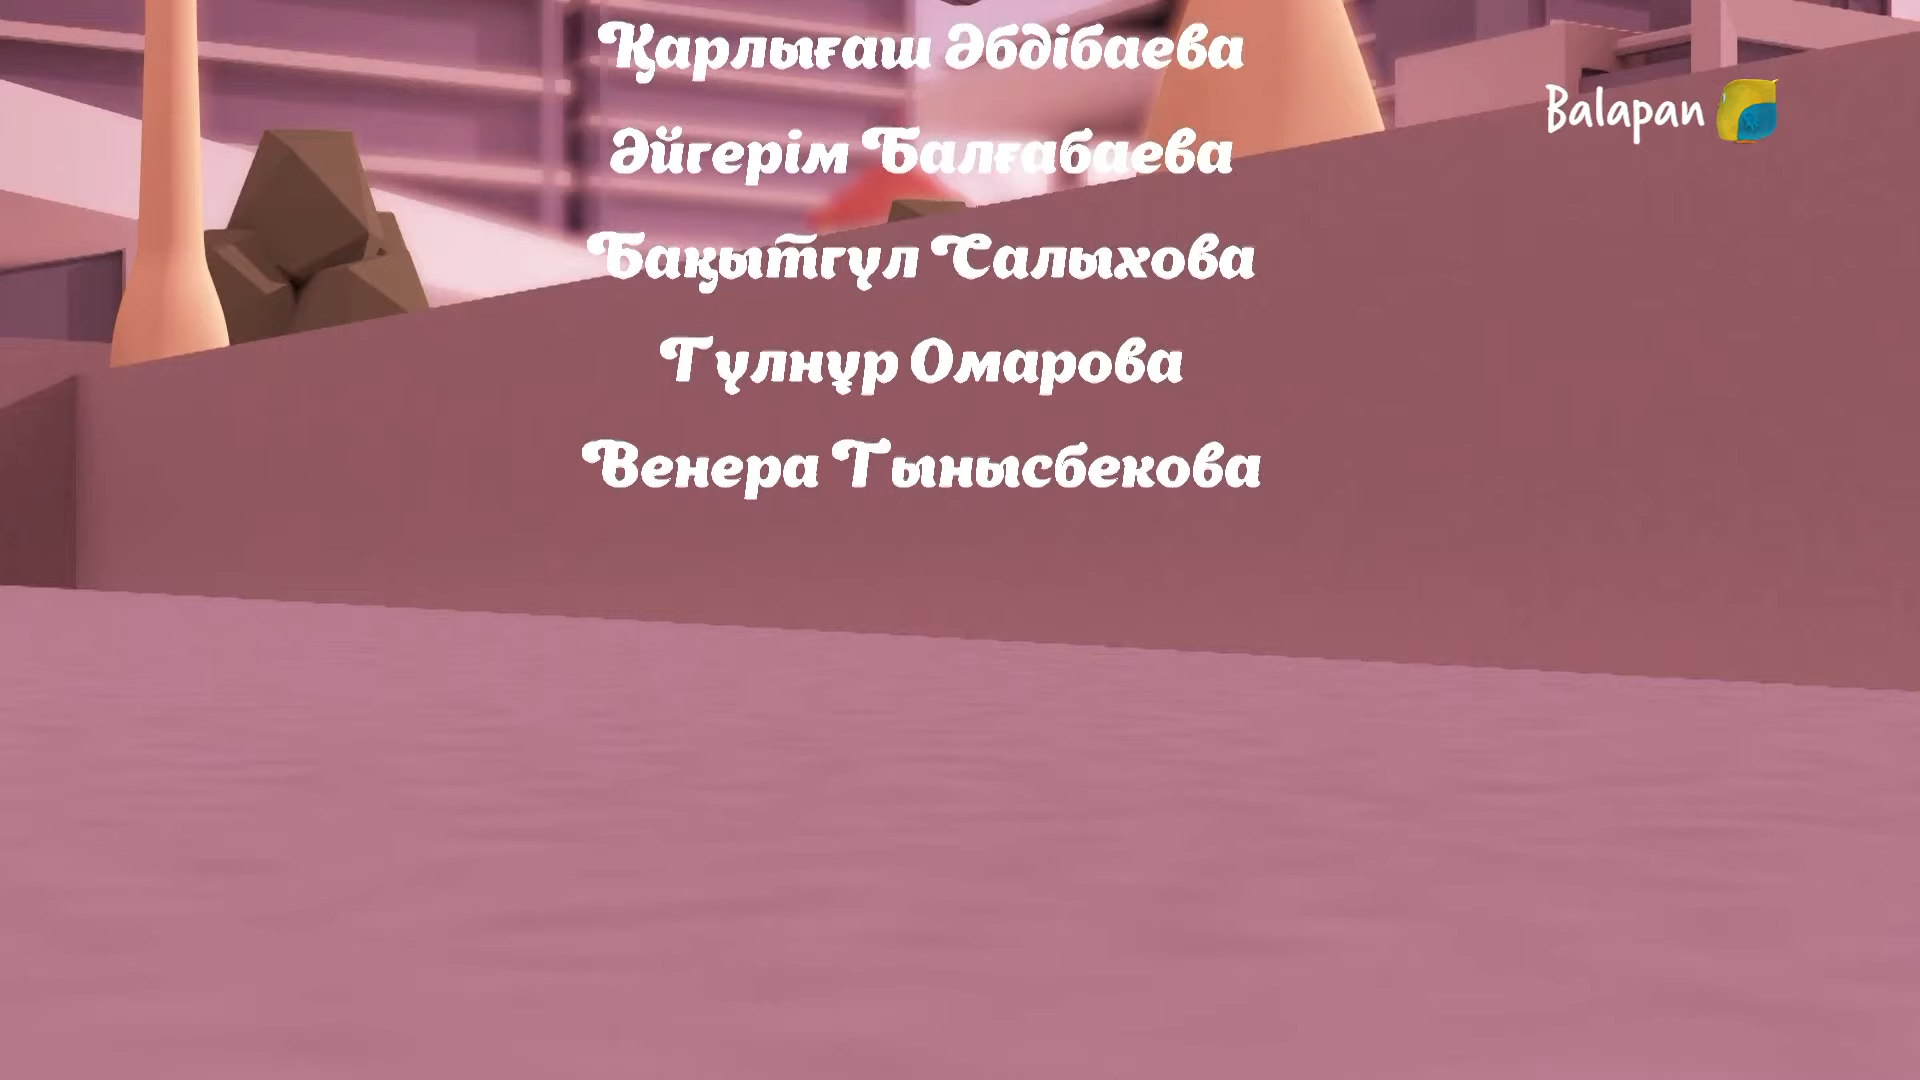 Қарлығаш Әбдібаева
Balapan
Әйгерім Балғабаева
Бақытгүл Салыхова
Гүлнұр Омарова
Венера Тынысбекова